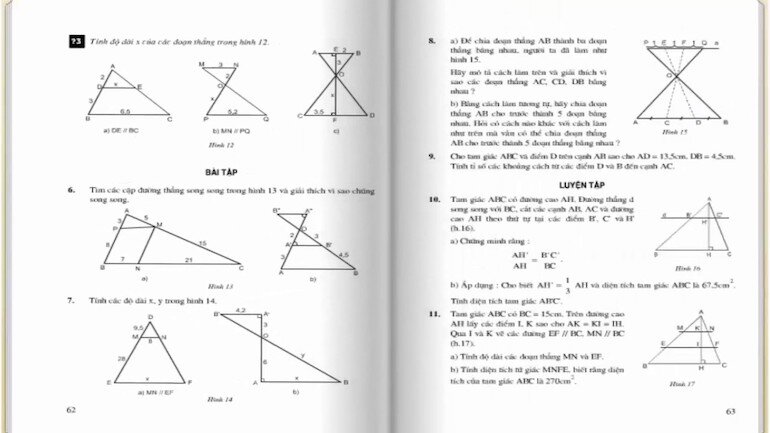 ?3 Tính độ dài x của các đoạn thẳng trong hình 12.
A
2
D x E
3
B 6,5 C
a) DE // BC
M 3 N
2
O
x
P 5,2 Q
b) MN // PQ
A E 2 B
3
O
x
C 3,5 F D
c)
Hình 12
BÀI TẬP
6. Tìm các cặp đường thẳng song song trong hình 13 và giải thích vì sao chúng
song song.
A
5
P M
8 15
7 21
B N C
a)
B" A"
2
O 3
A' B'
4,5
A B
b)
Hình 13
7. Tính các độ dài x, y trong hình 14.
D
9,5
M N
8
28
E x F
a) MN // EF
4,2
B' A'
3
O
6 y
A x B
b)
Hình 14
62
8. a) Để chia đoạn thẳng AB thành ba đoạn
thẳng bằng nhau, người ta đã làm như
hình 15.
Hãy mô tả cách làm trên và giải thích vì
sao các đoạn thẳng AC, CD, DB bằng
nhau ?
b) Bằng cách làm tương tự, hãy chia đoạn
thẳng AB cho trước thành 5 đoạn bằng
nhau. Hỏi có cách nào khác với cách làm
như trên mà vẫn có thể chia đoạn thẳng
AB cho trước thành 5 đoạn thẳng bằng nhau ?
P 1 E 1 F 1 Q a
O
A C D B
Hình 15
9. Cho tam giác ABC và điểm D trên cạnh AB sao cho AD = 13,5cm, DB = 4,5cm.
Tính tỉ số các khoảng cách từ các điểm D và B đến cạnh AC.
LUYỆN TẬP
10. Tam giác ABC có đường cao AH. Đường thẳng d
song song với BC, cắt các cạnh AB, AC và đường
cao AH theo thứ tự tại các điểm B', C' và H'
(h.16).
a) Chứng minh rằng :
AH'/AH = B'C'/BC.
A
d B' C'
H'
B H C
Hình 16
b) Áp dụng : Cho biết AH' = 1/3 AH và diện tích tam giác ABC là 67,5cm².
Tính diện tích tam giác AB'C'.
11. Tam giác ABC có BC = 15cm. Trên đường cao
AH lấy các điểm I, K sao cho AK = KI = IH.
Qua I và K vẽ các đường EF // BC, MN // BC
(h.17).
a) Tính độ dài các đoạn thẳng MN và EF.
b) Tính diện tích tứ giác MNFE, biết rằng diện
tích của tam giác ABC là 270cm².
A
M K N
E I F
B H C
Hình 17
63